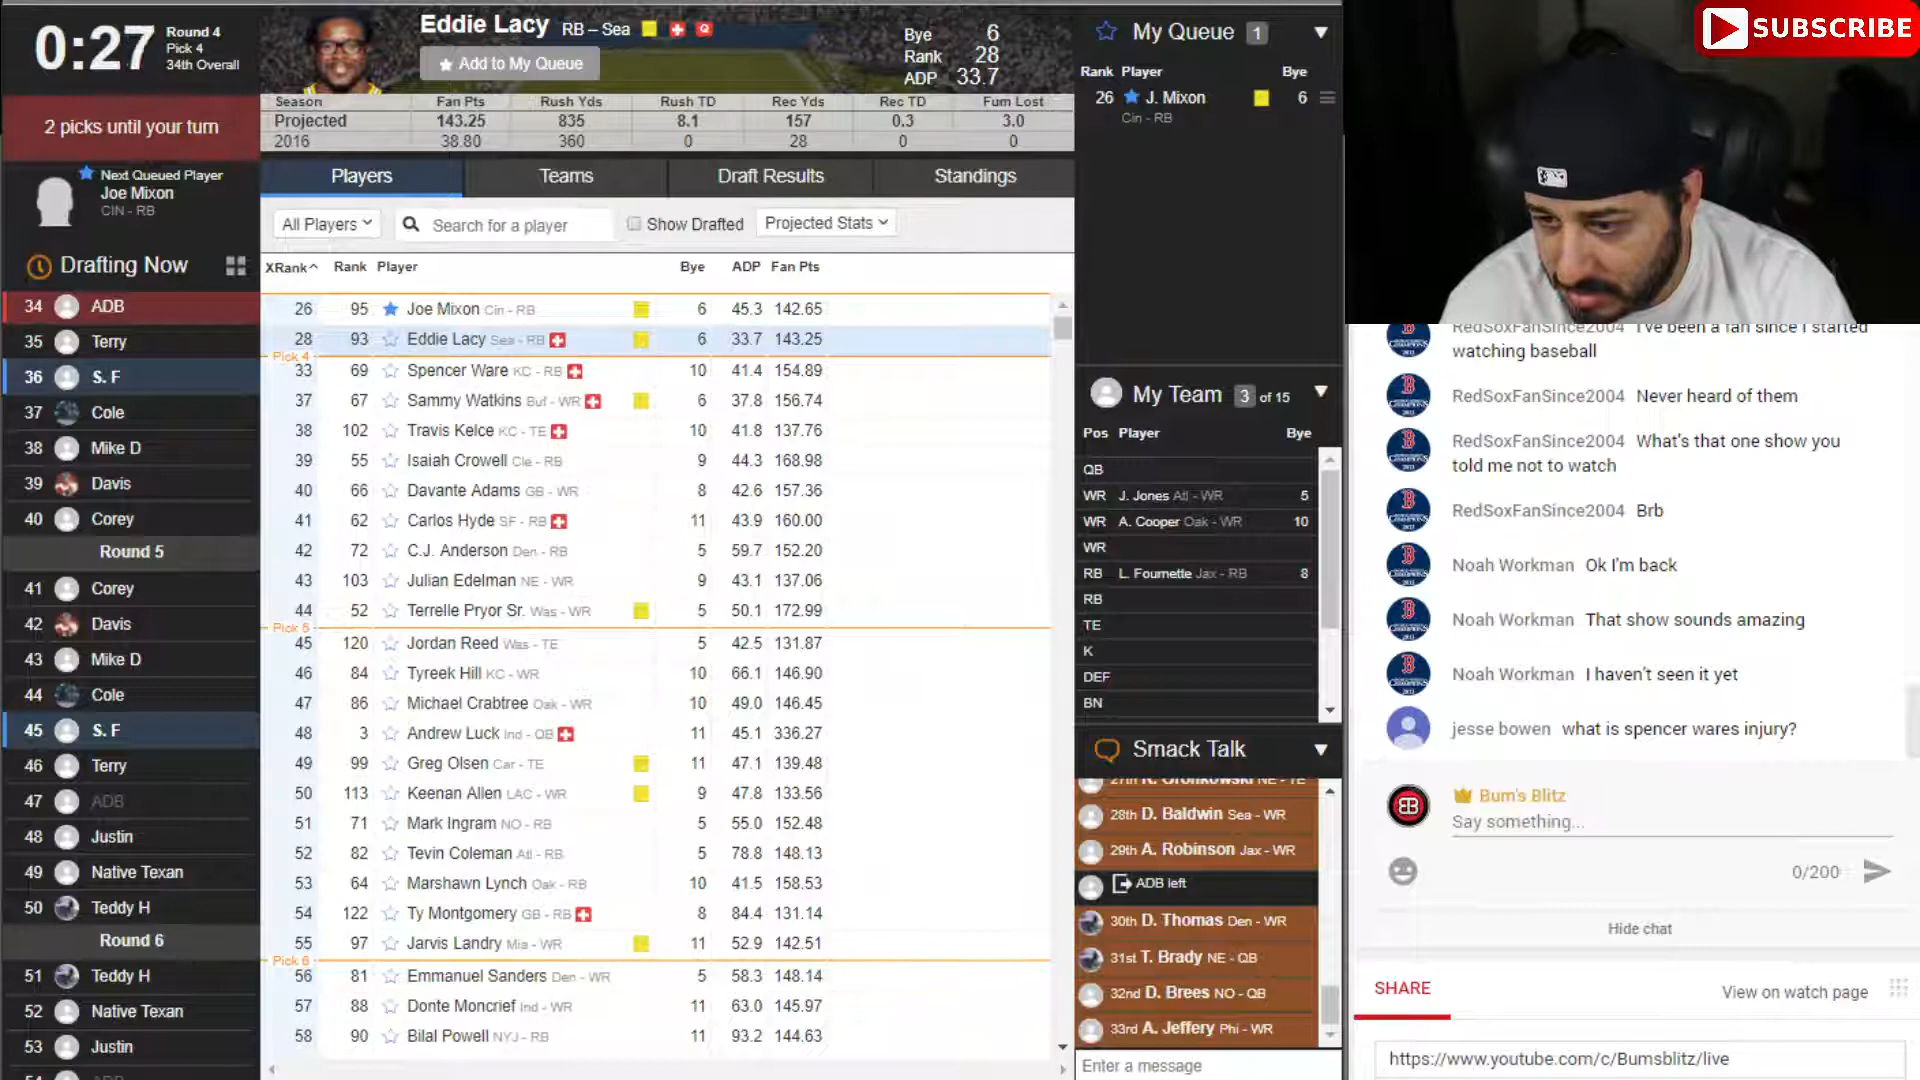 0:27
Round 4
Pick 4
34th Overall
2 picks until your turn
Next Queued Player
Joe Mixon
CIN - RB
Drafting Now
34 ADB
35 Terry
36 S. F
37 Cole
38 Mike D
39 Davis
40 Corey
Round 5
41 Corey
42 Davis
43 Mike D
44 Cole
45 S. F
46 Terry
47 ADB
48 Justin
49 Native Texan
50 Teddy H
Round 6
51 Teddy H
52 Native Texan
53 Justin
Eddie Lacy RB – Sea Q
Add to My Queue
Bye 6
Rank 28
ADP 33.7
Season Fan Pts Rush Yds Rush TD Rec Yds Rec TD Fum Lost
Projected 143.25 835 8.1 157 0.3 3.0
2016 38.80 360 0 28 0 0
Players Teams Draft Results Standings
All Players Search for a player Show Drafted Projected Stats
XRank^ Rank Player Bye ADP Fan Pts
26 95 Joe Mixon Cin - RB 6 45.3 142.65
28 93 Eddie Lacy Sea - RB 6 33.7 143.25
Pick 4
33 69 Spencer Ware KC - RB 10 41.4 154.89
37 67 Sammy Watkins Buf - WR 6 37.8 156.74
38 102 Travis Kelce KC - TE 10 41.8 137.76
39 55 Isaiah Crowell Cle - RB 9 44.3 168.98
40 66 Davante Adams GB - WR 8 42.6 157.36
41 62 Carlos Hyde SF - RB 11 43.9 160.00
42 72 C.J. Anderson Den - RB 5 59.7 152.20
43 103 Julian Edelman NE - WR 9 43.1 137.06
44 52 Terrelle Pryor Sr. Was - WR 5 50.1 172.99
Pick 5
45 120 Jordan Reed Was - TE 5 42.5 131.87
46 84 Tyreek Hill KC - WR 10 66.1 146.90
47 86 Michael Crabtree Oak - WR 10 49.0 146.45
48 3 Andrew Luck Ind - QB 11 45.1 336.27
49 99 Greg Olsen Car - TE 11 47.1 139.48
50 113 Keenan Allen LAC - WR 9 47.8 133.56
51 71 Mark Ingram NO - RB 5 55.0 152.48
52 82 Tevin Coleman Atl - RB 5 78.8 148.13
53 64 Marshawn Lynch Oak - RB 10 41.5 158.53
54 122 Ty Montgomery GB - RB 8 84.4 131.14
55 97 Jarvis Landry Mia - WR 11 52.9 142.51
Pick 6
56 81 Emmanuel Sanders Den - WR 5 58.3 148.14
57 88 Donte Moncrief Ind - WR 11 63.0 145.97
58 90 Bilal Powell NYJ - RB 11 93.2 144.63
My Queue 1
Rank Player Bye
26 J. Mixon 6
Cin - RB
My Team 3 of 15
Pos Player Bye
QB
WR J. Jones Atl - WR 5
WR A. Cooper Oak - WR 10
WR
RB L. Fournette Jax - RB 8
RB
TE
K
DEF
BN
Smack Talk
27th R. Gronkowski NE - TE
28th D. Baldwin Sea - WR
29th A. Robinson Jax - WR
ADB left
30th D. Thomas Den - WR
31st T. Brady NE - QB
32nd D. Brees NO - QB
33rd A. Jeffery Phi - WR
Enter a message
SUBSCRIBE
RedSoxFanSince2004 I've been a fan since I started
watching baseball
RedSoxFanSince2004 Never heard of them
RedSoxFanSince2004 What's that one show you
told me not to watch
RedSoxFanSince2004 Brb
Noah Workman Ok I'm back
Noah Workman That show sounds amazing
Noah Workman I haven't seen it yet
jesse bowen what is spencer wares injury?
Bum's Blitz
Say something...
0/200
Hide chat
SHARE
View on watch page
https://www.youtube.com/c/Bumsblitz/live